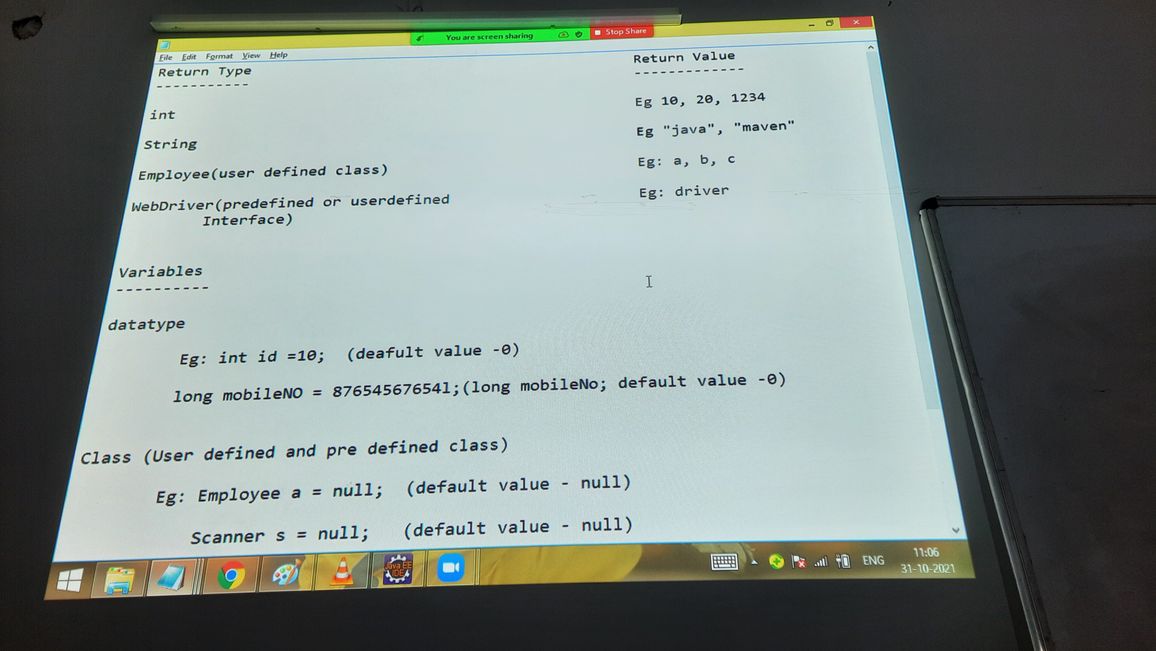 You are screen sharing
Stop Share
File Edit Format View Help
Return Type Return Value
----------- -------------
int Eg 10, 20, 1234
String Eg "java", "maven"
Employee(user defined class) Eg: a, b, c
WebDriver(predefined or userdefined Eg: driver
Interface)
Variables
----------
datatype
Eg: int id =10; (deafult value -0)
long mobileNO = 87654567654l;(long mobileNo; default value -0)
Class (User defined and pre defined class)
Eg: Employee a = null; (default value - null)
Scanner s = null; (default value - null)
Java EE
IDE
ENG
11:06
31-10-2021